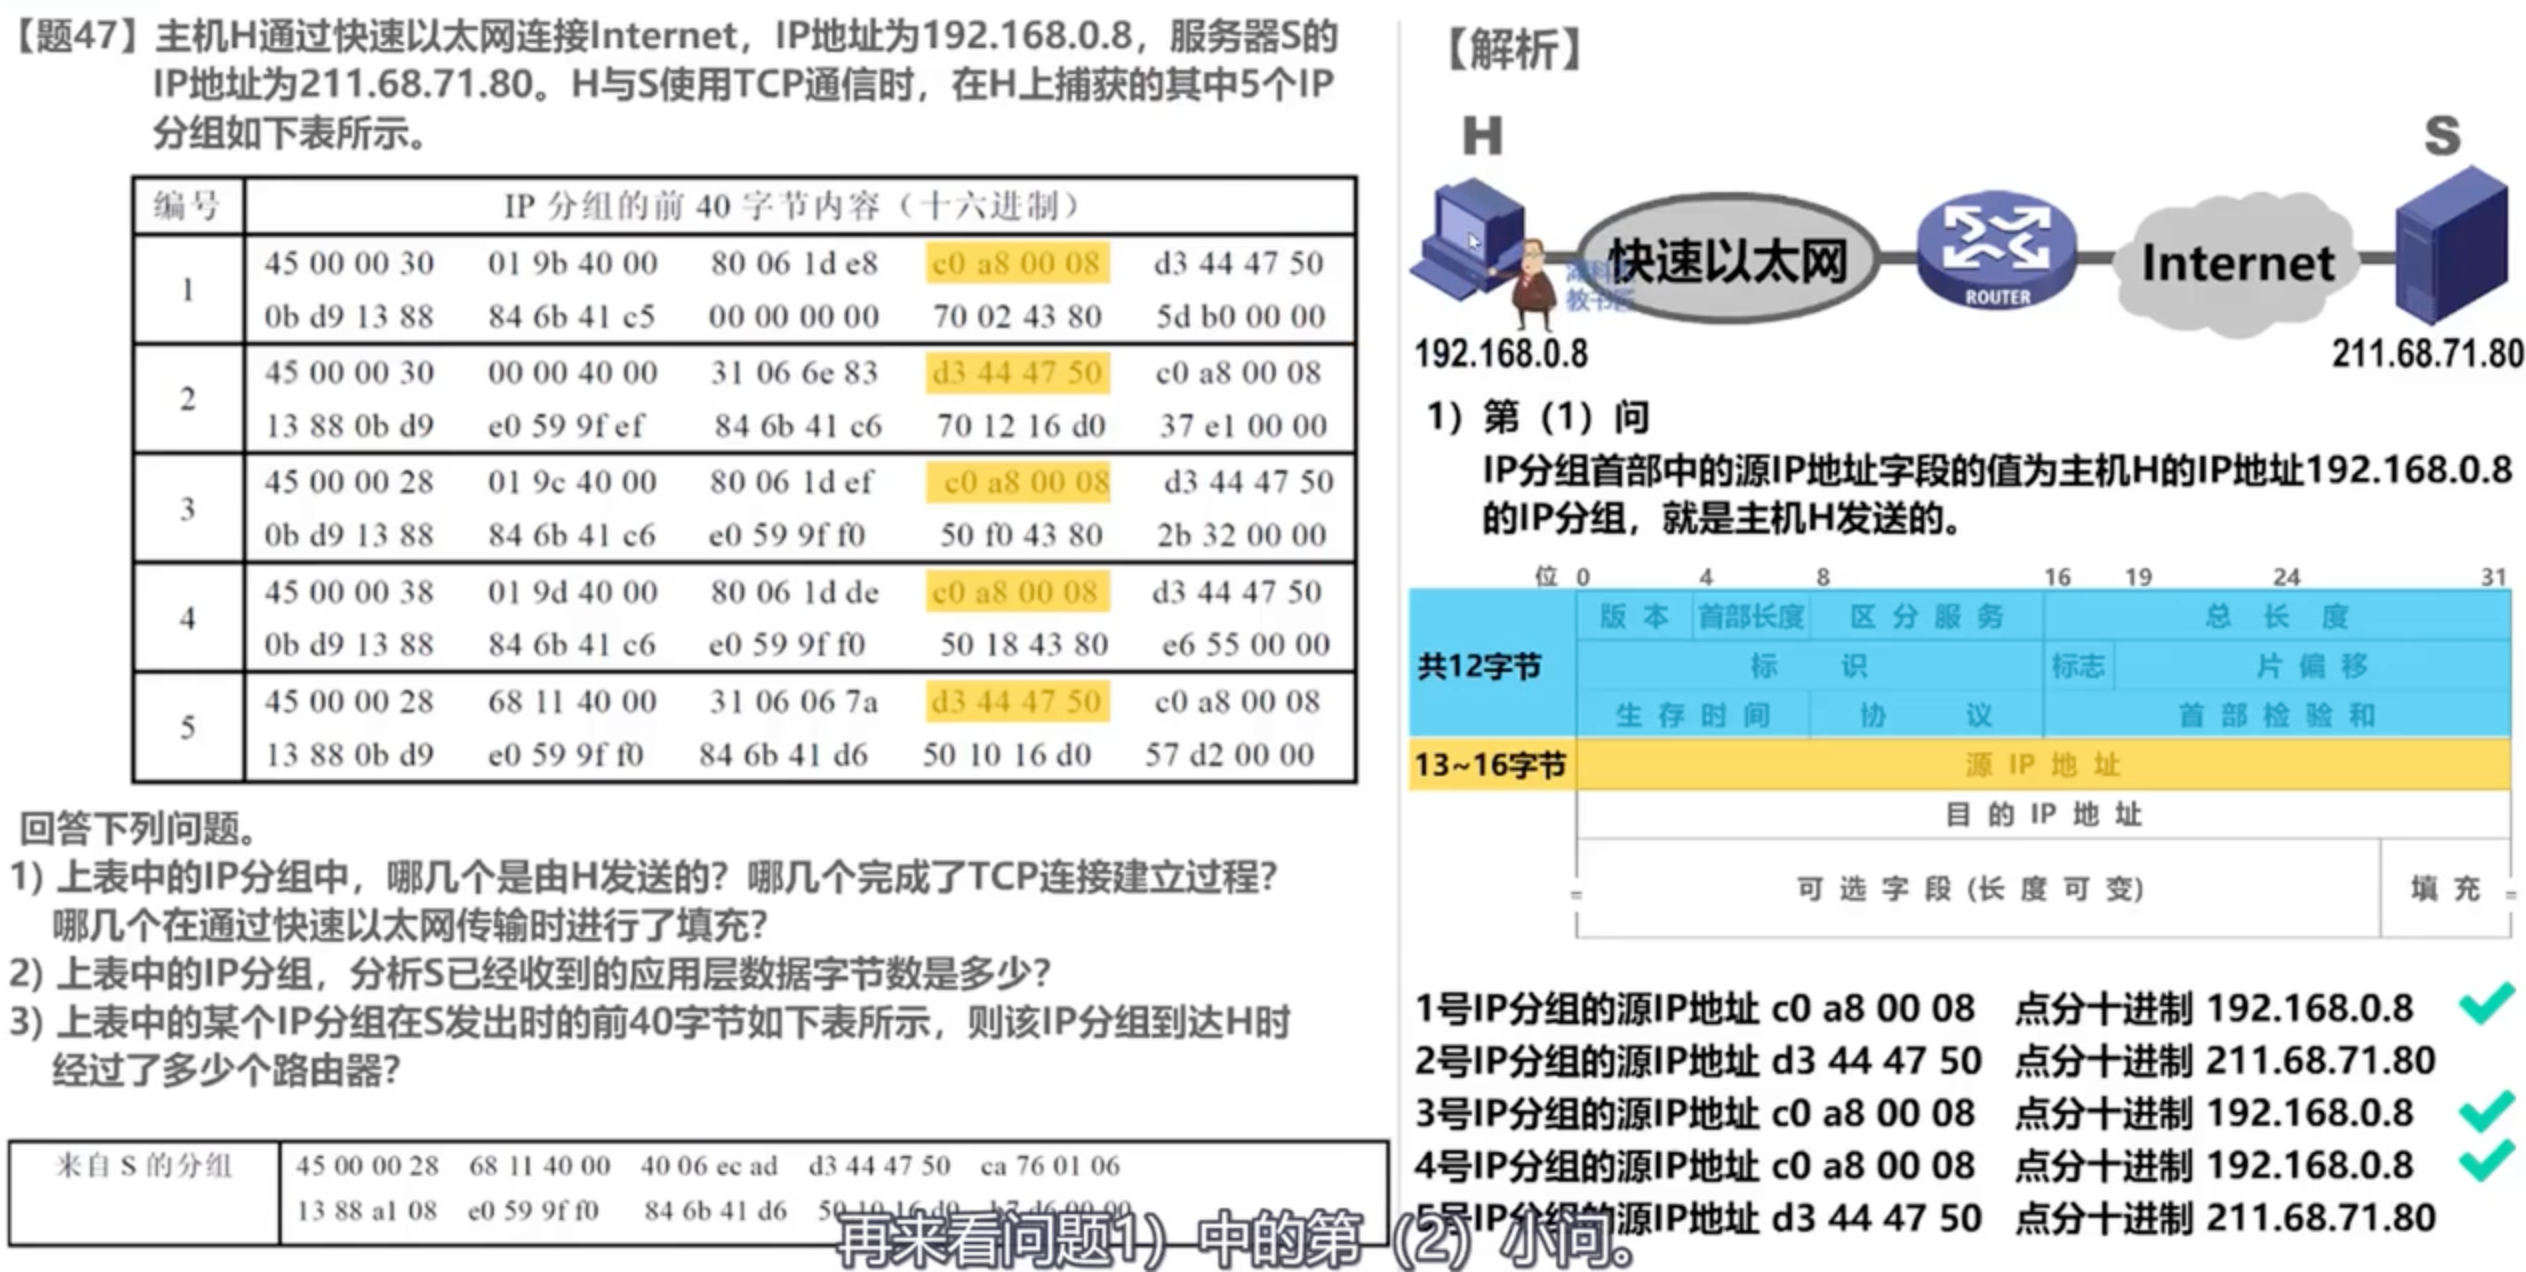 【题47】主机H通过快速以太网连接Internet，IP地址为192.168.0.8，服务器S的
IP地址为211.68.71.80。H与S使用TCP通信时，在H上捕获的其中5个IP
分组如下表所示。
编号 IP 分组的前 40 字节内容（十六进制）
1
45 00 00 30 01 9b 40 00 80 06 1d e8 c0 a8 00 08 d3 44 47 50
0b d9 13 88 84 6b 41 c5 00 00 00 00 70 02 43 80 5d b0 00 00
2
45 00 00 30 00 00 40 00 31 06 6e 83 d3 44 47 50 c0 a8 00 08
13 88 0b d9 e0 59 9f ef 84 6b 41 c6 70 12 16 d0 37 e1 00 00
3
45 00 00 28 01 9c 40 00 80 06 1d ef c0 a8 00 08 d3 44 47 50
0b d9 13 88 84 6b 41 c6 e0 59 9f f0 50 f0 43 80 2b 32 00 00
4
45 00 00 38 01 9d 40 00 80 06 1d de c0 a8 00 08 d3 44 47 50
0b d9 13 88 84 6b 41 c6 e0 59 9f f0 50 18 43 80 e6 55 00 00
5
45 00 00 28 68 11 40 00 31 06 06 7a d3 44 47 50 c0 a8 00 08
13 88 0b d9 e0 59 9f f0 84 6b 41 d6 50 10 16 d0 57 d2 00 00
回答下列问题。
1) 上表中的IP分组中，哪几个是由H发送的？哪几个完成了TCP连接建立过程？
哪几个在通过快速以太网传输时进行了填充？
2) 上表中的IP分组，分析S已经收到的应用层数据字节数是多少？
3) 上表中的某个IP分组在S发出时的前40字节如下表所示，则该IP分组到达H时
经过了多少个路由器？
来自 S 的分组
45 00 00 28 68 11 40 00 40 06 ec ad d3 44 47 50 ca 76 01 06
13 88 a1 08 e0 59 9f f0 84 6b 41 d6 50 10 16 d0 b7 d6 00 00
【解析】
H
S
快速以太网
ROUTER
Internet
教书匠
192.168.0.8
211.68.71.80
1）第（1）问
IP分组首部中的源IP地址字段的值为主机H的IP地址192.168.0.8
的IP分组，就是主机H发送的。
位 0 4 8 16 19 24 31
版 本 首部长度 区 分 服 务 总 长 度
共12字节
标 识 标志 片 偏 移
生 存 时 间 协 议 首 部 检 验 和
13~16字节 源 IP 地 址
目 的 IP 地 址
可 选 字 段 (长 度 可 变) 填 充
1号IP分组的源IP地址 c0 a8 00 08 点分十进制 192.168.0.8
2号IP分组的源IP地址 d3 44 47 50 点分十进制 211.68.71.80
3号IP分组的源IP地址 c0 a8 00 08 点分十进制 192.168.0.8
4号IP分组的源IP地址 c0 a8 00 08 点分十进制 192.168.0.8
5号IP分组的源IP地址 d3 44 47 50 点分十进制 211.68.71.80
再来看问题1）中的第（2）小问。